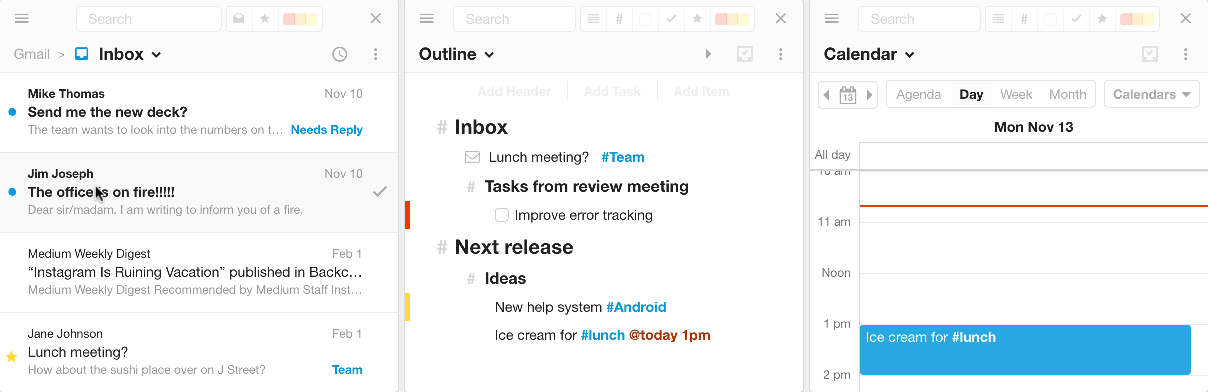 Search
Gmail > Inbox
Mike Thomas Nov 10
Send me the new deck?
The team wants to look into the numbers on t... Needs Reply
Jim Joseph Nov 10
The office is on fire!!!!!
Dear sir/madam. I am writing to inform you of a fire.
Medium Weekly Digest Feb 1
“Instagram Is Ruining Vacation” published in Backc...
Medium Weekly Digest Recommended by Medium Staff Inst...
Jane Johnson Feb 1
Lunch meeting?
How about the sushi place over on J Street? Team
Search #
Outline
Add Header Add Task Add Item
# Inbox
Lunch meeting? #Team
# Tasks from review meeting
Improve error tracking
# Next release
# Ideas
New help system #Android
Ice cream for #lunch @today 1pm
Search #
Calendar
13 Agenda Day Week Month Calendars
Mon Nov 13
All day
10 am
11 am
Noon
1 pm
Ice cream for #lunch
2 pm